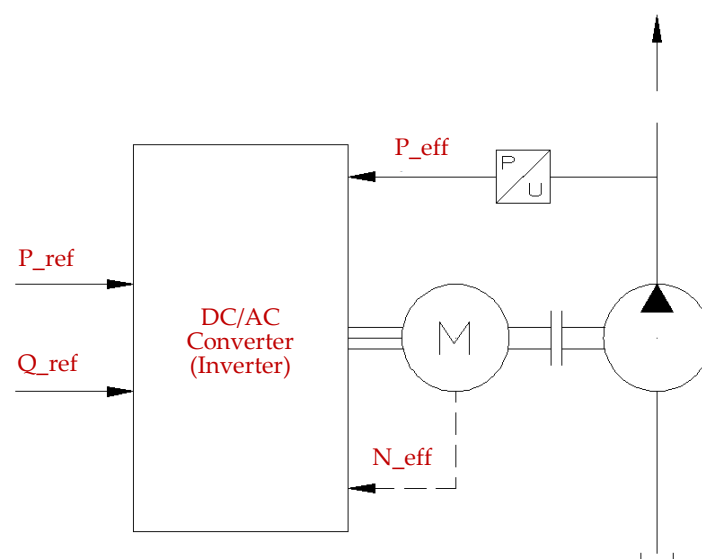 P_eff
P
U
P_ref
DC/AC
Converter
(Inverter)
M
Q_ref
N_eff